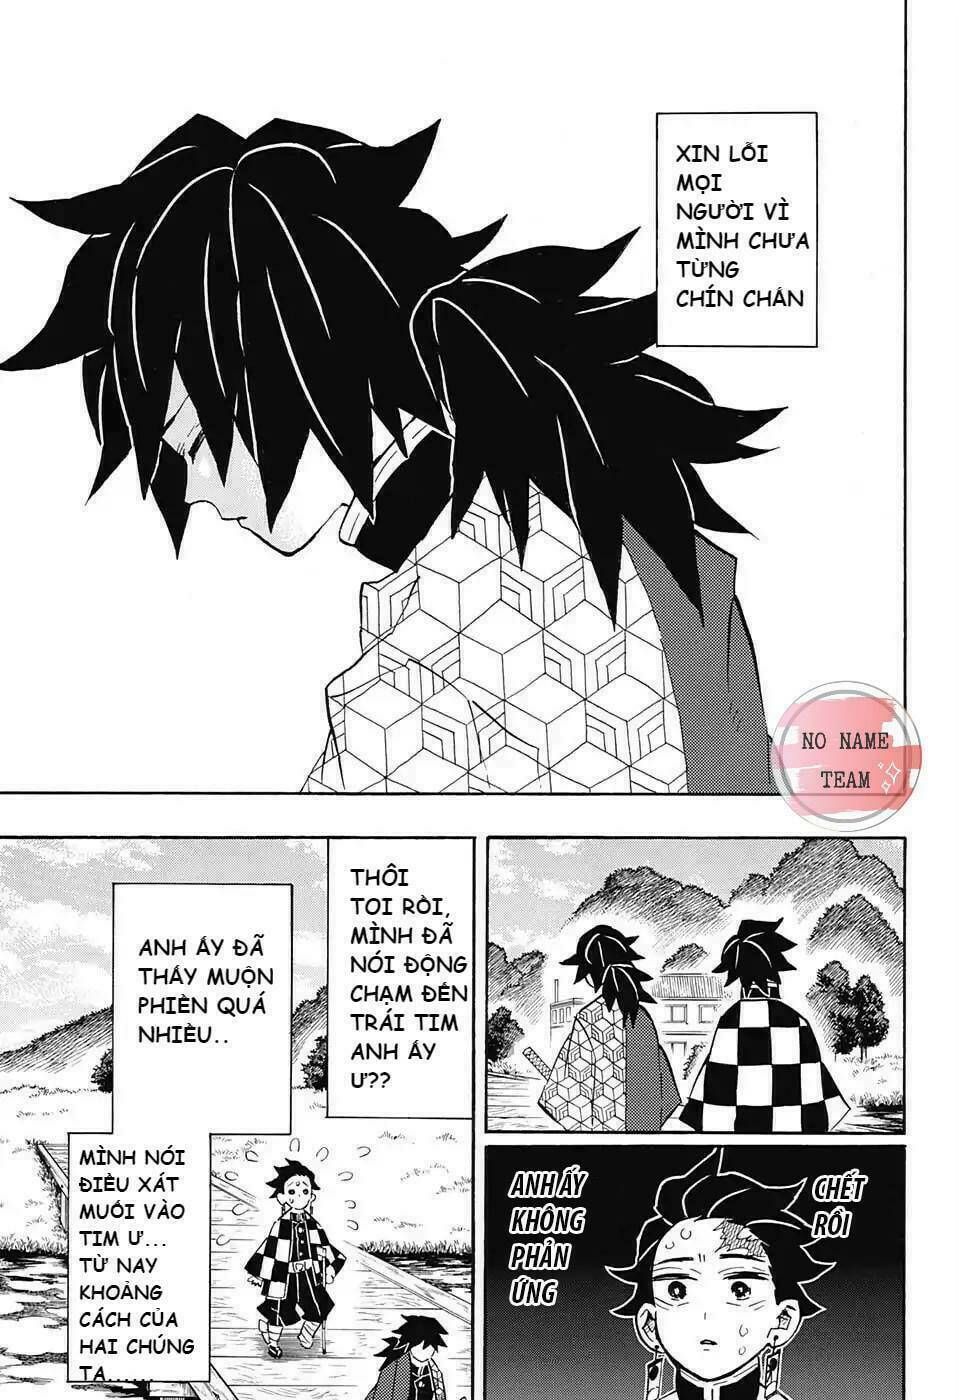 XIN LỖI
MỌI
NGƯỜI VÌ
MÌNH CHƯA
TỪNG
CHÍN CHẮN
NO NAME
TEAM
CHẾT
RỒI
ANH ẤY
KHÔNG
PHẢN
ỨNG
THÔI
TOI RỒI,
MÌNH ĐÃ
NÓI ĐỘNG
CHẠM ĐẾN
TRÁI TIM
ANH ẤY
Ư??
ANH ẤY ĐÃ
THẤY MUỘN
PHIỀN QUÁ
NHIỀU..
MÌNH NÓI
ĐIỀU XÁT
MUỐI VÀO
TIM Ư...
TỪ NAY
KHOẢNG
CÁCH CỦA
HAI CHÚNG
TA......